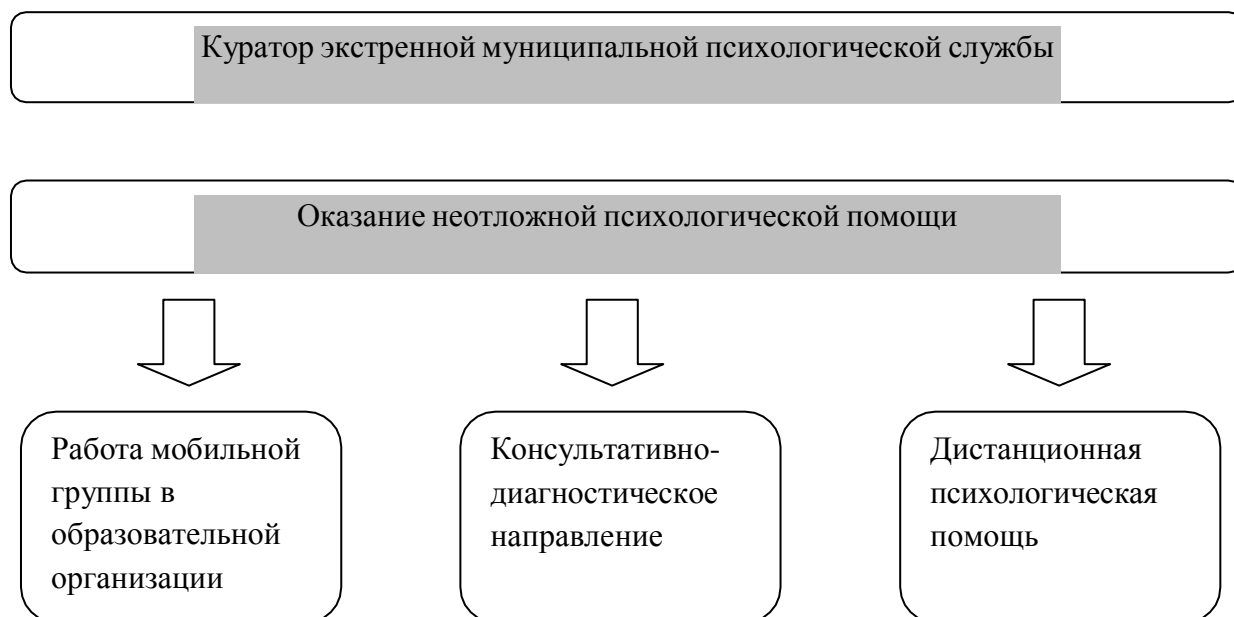 Куратор экстренной муниципальной психологической службы
Оказание неотложной психологической помощи
Работа мобильной
группы в
образовательной
организации
Консультативно-
диагностическое
направление
Дистанционная
психологическая
помощь